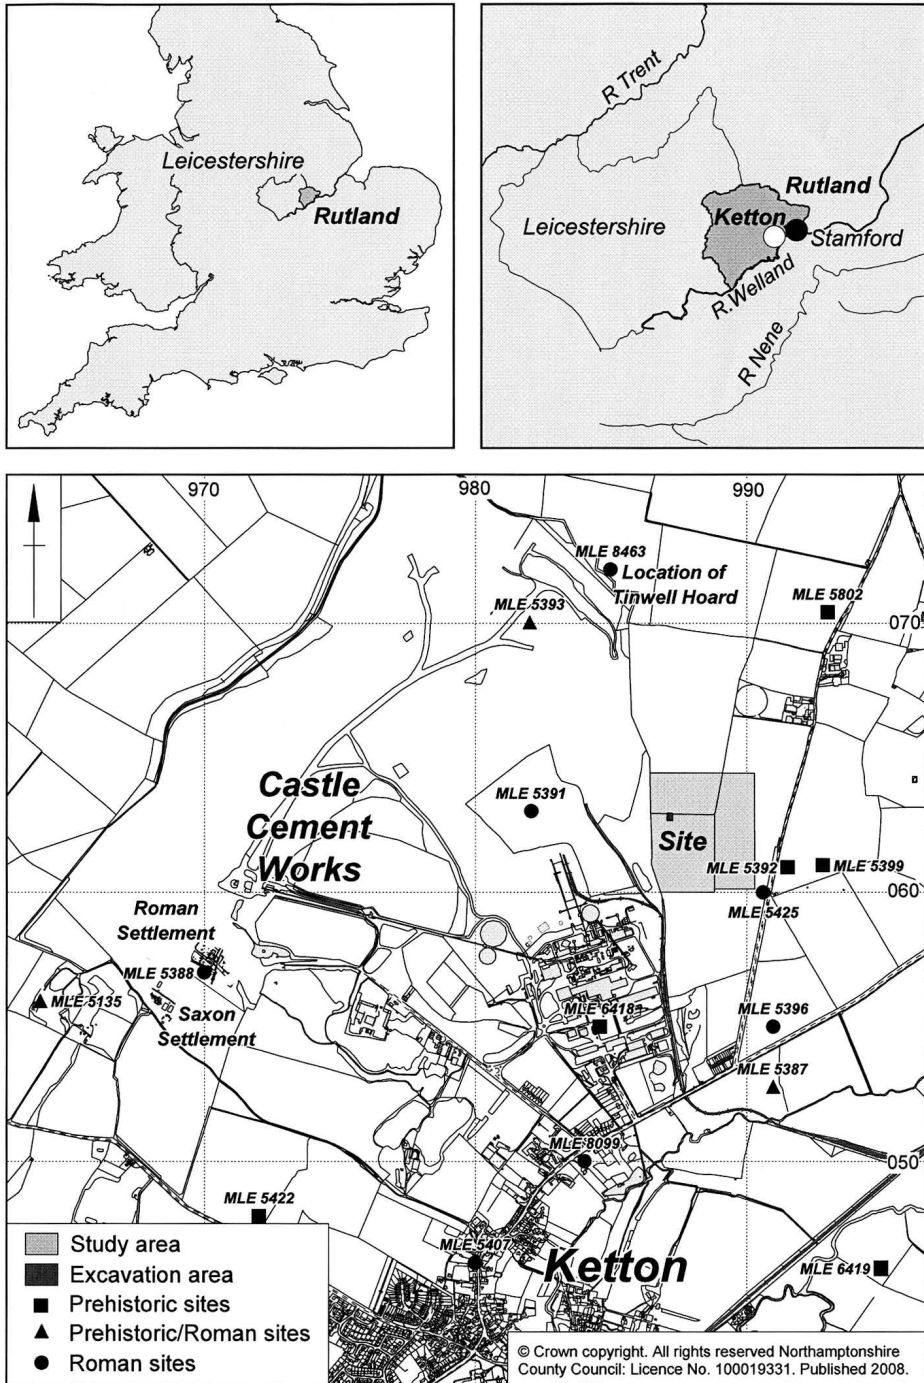 Leicestershire
Rutland
R Trent
Rutland
Ketton
Leicestershire
Stamford
R. Welland
R Nene
970
980
990
MLE 8463
Location of
Tinwell Hoard
MLE 5802
MLE 5393
070
Castle
Cement
Works
MLE 5391
Site
MLE 5392
MLE 5399
060
MLE 5425
Roman
Settlement
MLE 5388
MLE 5135
Saxon
Settlement
MLE 6418
MLE 5396
MLE 5387
MLE 8099
050
MLE 5422
MLE 5407
Ketton
MLE 6419
Study area
Excavation area
Prehistoric sites
Prehistoric/Roman sites
Roman sites
© Crown copyright. All rights reserved Northamptonshire
County Council: Licence No. 100019331. Published 2008.